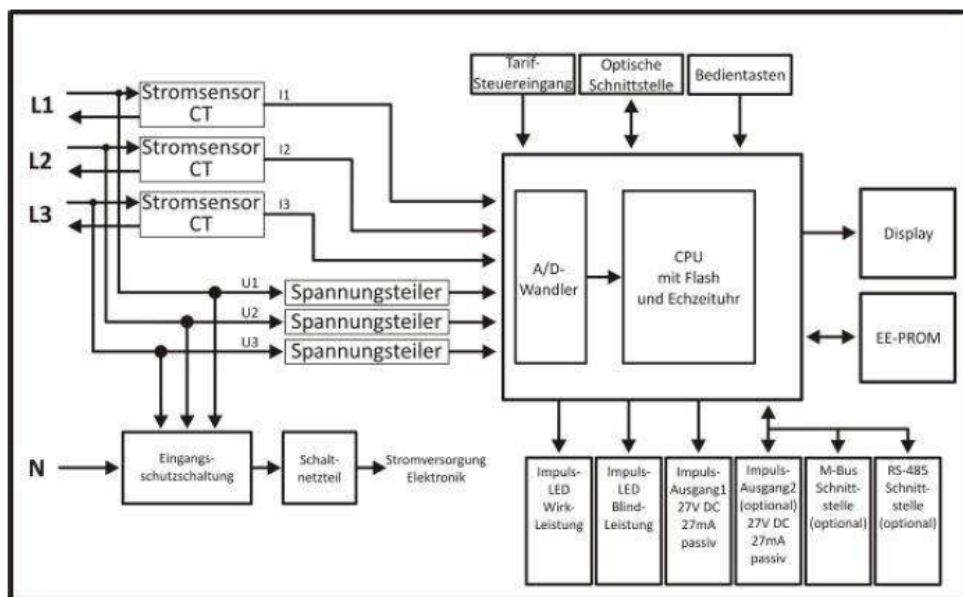 Tarif-
Steuereingang
Optische
Schnittstelle
Bedientasten
L1
Stromsensor
CT
I1
L2
Stromsensor
CT
I2
L3
Stromsensor
CT
I3
A/D-
Wandler
CPU
mit Flash
und Echzeituhr
Display
U1
Spannungsteiler
U2
Spannungsteiler
U3
Spannungsteiler
EE-PROM
N
Eingangs-
schutzschaltung
Schalt-
netzteil
Stromversorgung
Elektronik
Impuls-
LED
Wirk-
Leistung
Impuls-
LED
Blind-
Leistung
Impuls-
Ausgang1
27V DC
27mA
passiv
Impuls-
Ausgang2
(optional)
27V DC
27mA
passiv
M-Bus
Schnitt-
stelle
(optional)
RS-485
Schnitt-
stelle
(optional)